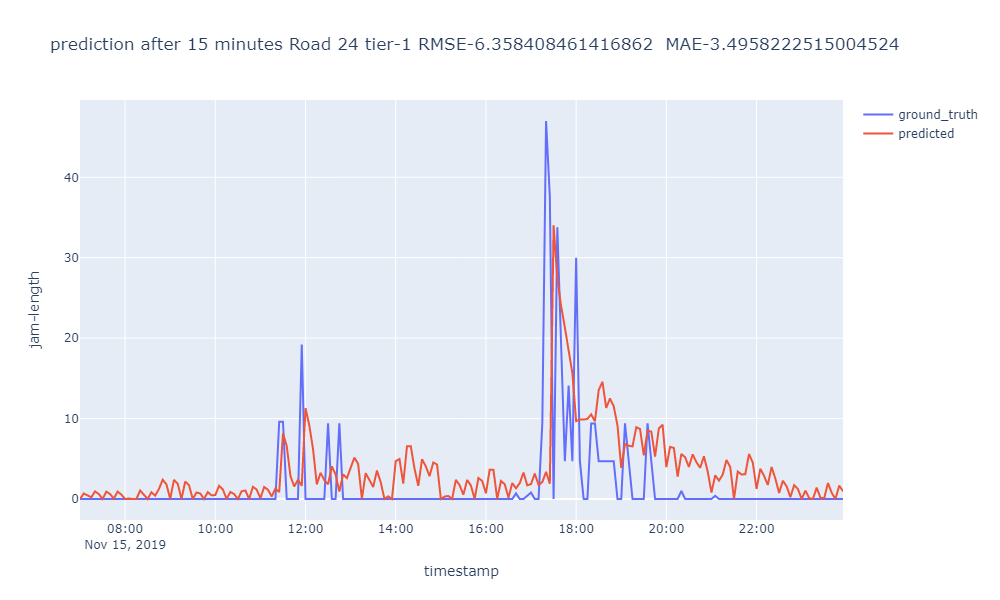 prediction after 15 minutes Road 24 tier-1 RMSE-6.358408461416862  MAE-3.4958222515004524
ground_truth
predicted
40
30
20
10
0
jam-length
08:00 10:00 12:00 14:00 16:00 18:00 20:00 22:00
Nov 15, 2019
timestamp